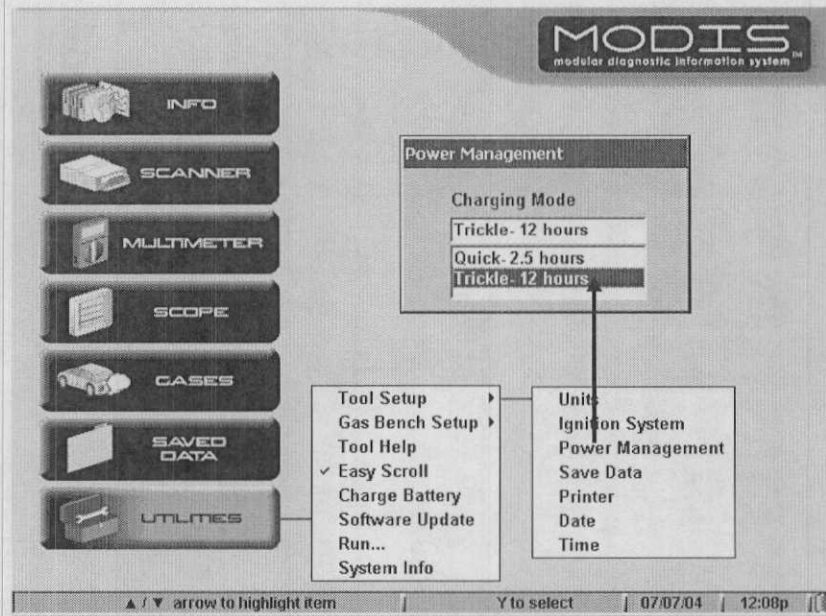 MODIS™
modular diagnostic information system
INFO
SCANNER
MULTIMETER
SCOPE
GASES
SAVED
DATA
UTILITIES
Power Management
Charging Mode
Trickle- 12 hours
Quick- 2.5 hours
Trickle- 12 hours
Tool Setup
Gas Bench Setup
Tool Help
✓ Easy Scroll
Charge Battery
Software Update
Run...
System Info
Units
Ignition System
Power Management
Save Data
Printer
Date
Time
▲ / ▼ arrow to highlight item
Y to select
07/07/04
12:08p